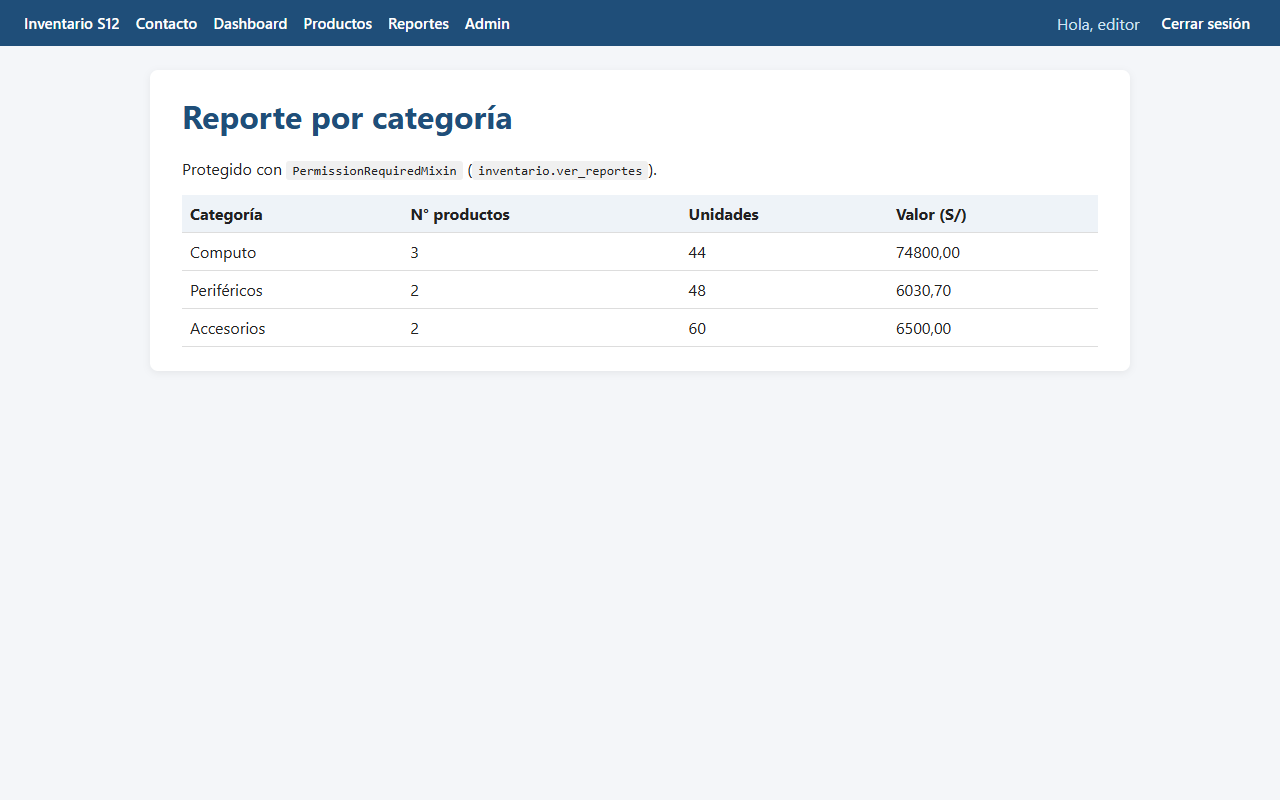 Inventario S12 Contacto Dashboard Productos Reportes Admin Hola, editor Cerrar sesión
Reporte por categoría
Protegido con PermissionRequiredMixin ( inventario.ver_reportes ).
Categoría N° productos Unidades Valor (S/)
Computo 3 44 74800,00
Periféricos 2 48 6030,70
Accesorios 2 60 6500,00